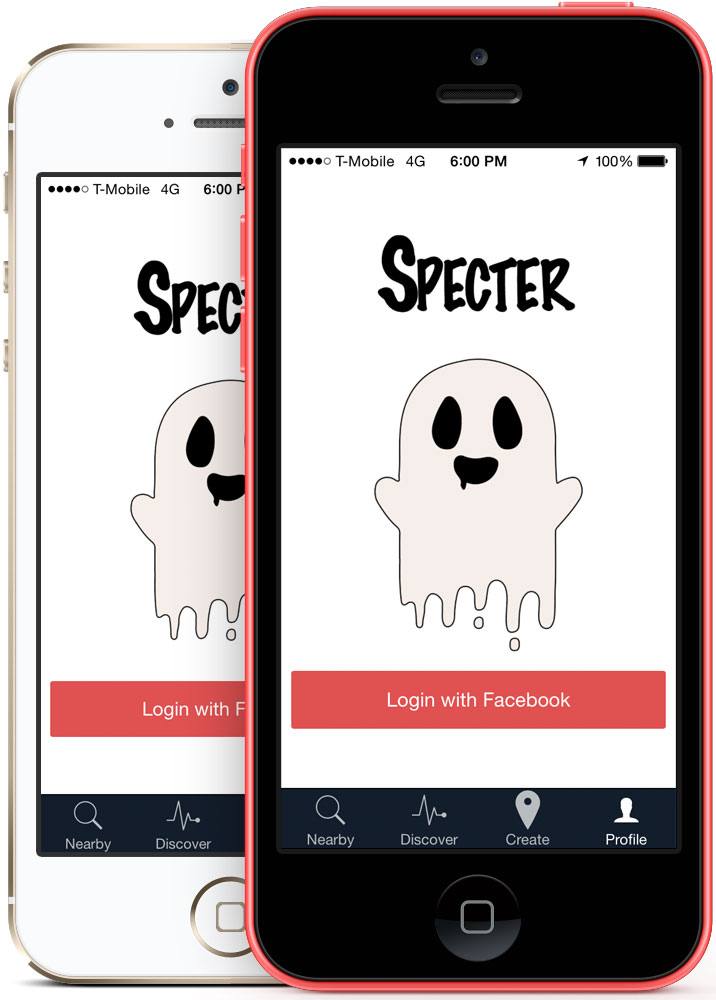 T-Mobile 4G 6:00 P
SPECT
Login with F
Nearby Discover
T-Mobile 4G 6:00 PM 100%
SPECTER
Login with Facebook
Nearby Discover Create Profile